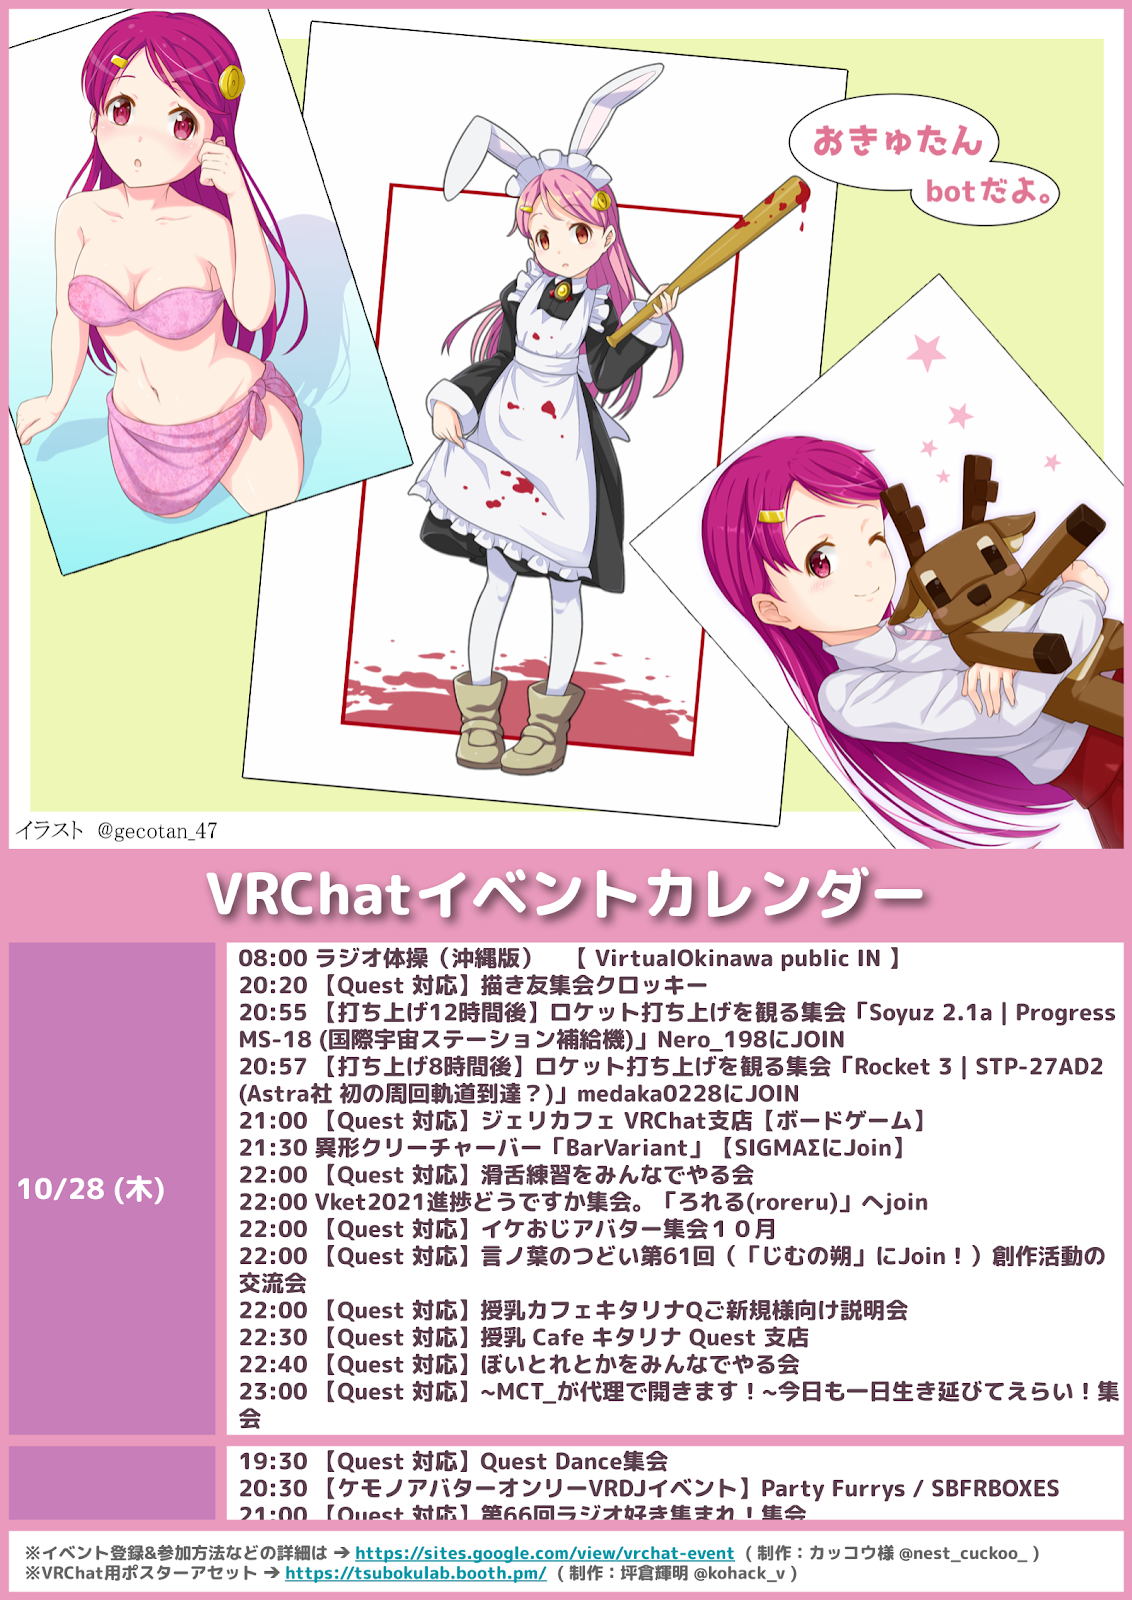 おきゅたん
botだよ。
イラスト @gecotan_47
VRChatイベントカレンダー
10/28 (木)
08:00 ラジオ体操（沖縄版） 【 VirtualOkinawa public IN 】
20:20 【Quest 対応】描き友集会クロッキー
20:55 【打ち上げ12時間後】ロケット打ち上げを観る集会「Soyuz 2.1a | Progress
MS-18 (国際宇宙ステーション補給機)」Nero_198にJOIN
20:57 【打ち上げ8時間後】ロケット打ち上げを観る集会「Rocket 3 | STP-27AD2
(Astra社 初の周回軌道到達？)」medaka0228にJOIN
21:00 【Quest 対応】ジェリカフェ VRChat支店【ボードゲーム】
21:30 異形クリーチャーバー「BarVariant」【SIGMAΣにJoin】
22:00 【Quest 対応】滑舌練習をみんなでやる会
22:00 Vket2021進捗どうですか集会。「ろれる(roreru)」へjoin
22:00 【Quest 対応】イケおじアバター集会１０月
22:00 【Quest 対応】言ノ葉のつどい第61回（「じむの朔」にJoin！）創作活動の
交流会
22:00 【Quest 対応】授乳カフェキタリナQご新規様向け説明会
22:30 【Quest 対応】授乳 Cafe キタリナ Quest 支店
22:40 【Quest 対応】ぼいとれとかをみんなでやる会
23:00 【Quest 対応】~MCT_が代理で開きます！~今日も一日生き延びてえらい！集
会
19:30 【Quest 対応】Quest Dance集会
20:30 【ケモノアバターオンリーVRDJイベント】Party Furrys / SBFRBOXES
21:00 【Quest 対応】第66回ラジオ好き集まれ！集会
※イベント登録&参加方法などの詳細は ➔ https://sites.google.com/view/vrchat-event ( 制作：カッコウ様 @nest_cuckoo_ )
※VRChat用ポスターアセット ➔ https://tsubokulab.booth.pm/ ( 制作：坪倉輝明 @kohack_v )